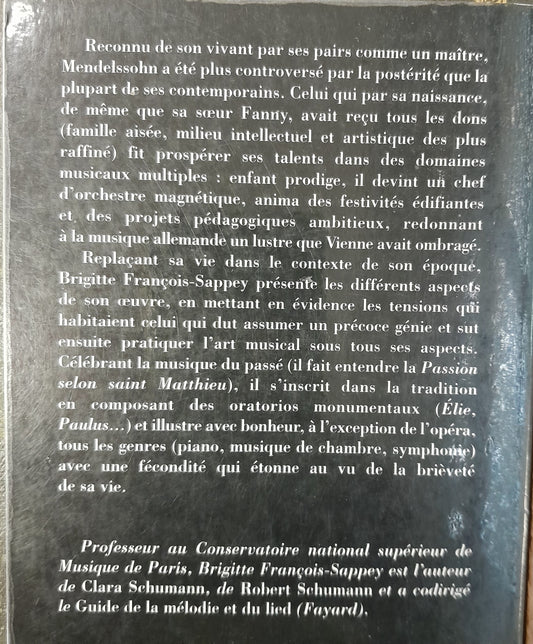 Reconnu de son vivant par ses pairs comme un maître,
Mendelssohn a été plus controversé par la postérité que la
plupart de ses contemporains. Celui qui par sa naissance,
de même que sa sœur Fanny, avait reçu tous les dons
(famille aisée, milieu intellectuel et artistique des plus
raffiné) fit prospérer ses talents dans des domaines
musicaux multiples : enfant prodige, il devint un chef
d'orchestre magnétique, anima des festivités édifiantes
et des projets pédagogiques ambitieux, redonnant
à la musique allemande un lustre que Vienne avait ombragé.
Replaçant sa vie dans le contexte de son époque,
Brigitte François-Sappey présente les différents aspects
de son œuvre, en mettant en évidence les tensions qui
habitaient celui qui dut assumer un précoce génie et sut
ensuite pratiquer l'art musical sous tous ses aspects.
Célébrant la musique du passé (il fait entendre la Passion
selon saint Matthieu), il s'inscrit dans la tradition
en composant des oratorios monumentaux (Élie,
Paulus...) et illustre avec bonheur, à l'exception de l'opéra,
tous les genres (piano, musique de chambre, symphonie)
avec une fécondité qui étonne au vu de la brièveté
de sa vie.
Professeur au Conservatoire national supérieur de
Musique de Paris, Brigitte François-Sappey est l'auteur
de Clara Schumann, de Robert Schumann et a codirigé
le Guide de la mélodie et du lied (Fayard).